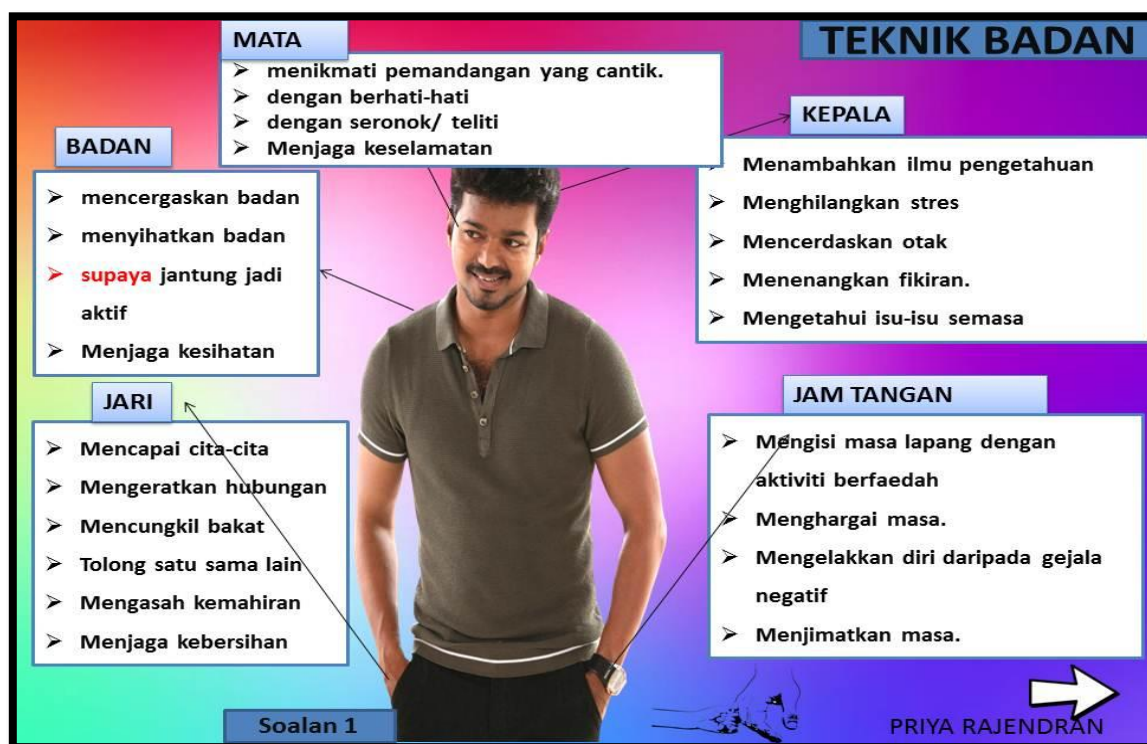 TEKNIK BADAN
MATA
menikmati pemandangan yang cantik.
dengan berhati-hati
dengan seronok/ teliti
Menjaga keselamatan
KEPALA
Menambahkan ilmu pengetahuan
Menghilangkan stres
Mencerdaskan otak
Menenangkan fikiran.
Mengetahui isu-isu semasa
BADAN
mencergaskan badan
menyihatkan badan
supaya jantung jadi
aktif
Menjaga kesihatan
JARI
Mencapai cita-cita
Mengeratkan hubungan
Mencungkil bakat
Tolong satu sama lain
Mengasah kemahiran
Menjaga kebersihan
JAM TANGAN
Mengisi masa lapang dengan
aktiviti berfaedah
Menghargai masa.
Mengelakkan diri daripada gejala
negatif
Menjimatkan masa.
Soalan 1
PRIYA RAJENDRAN